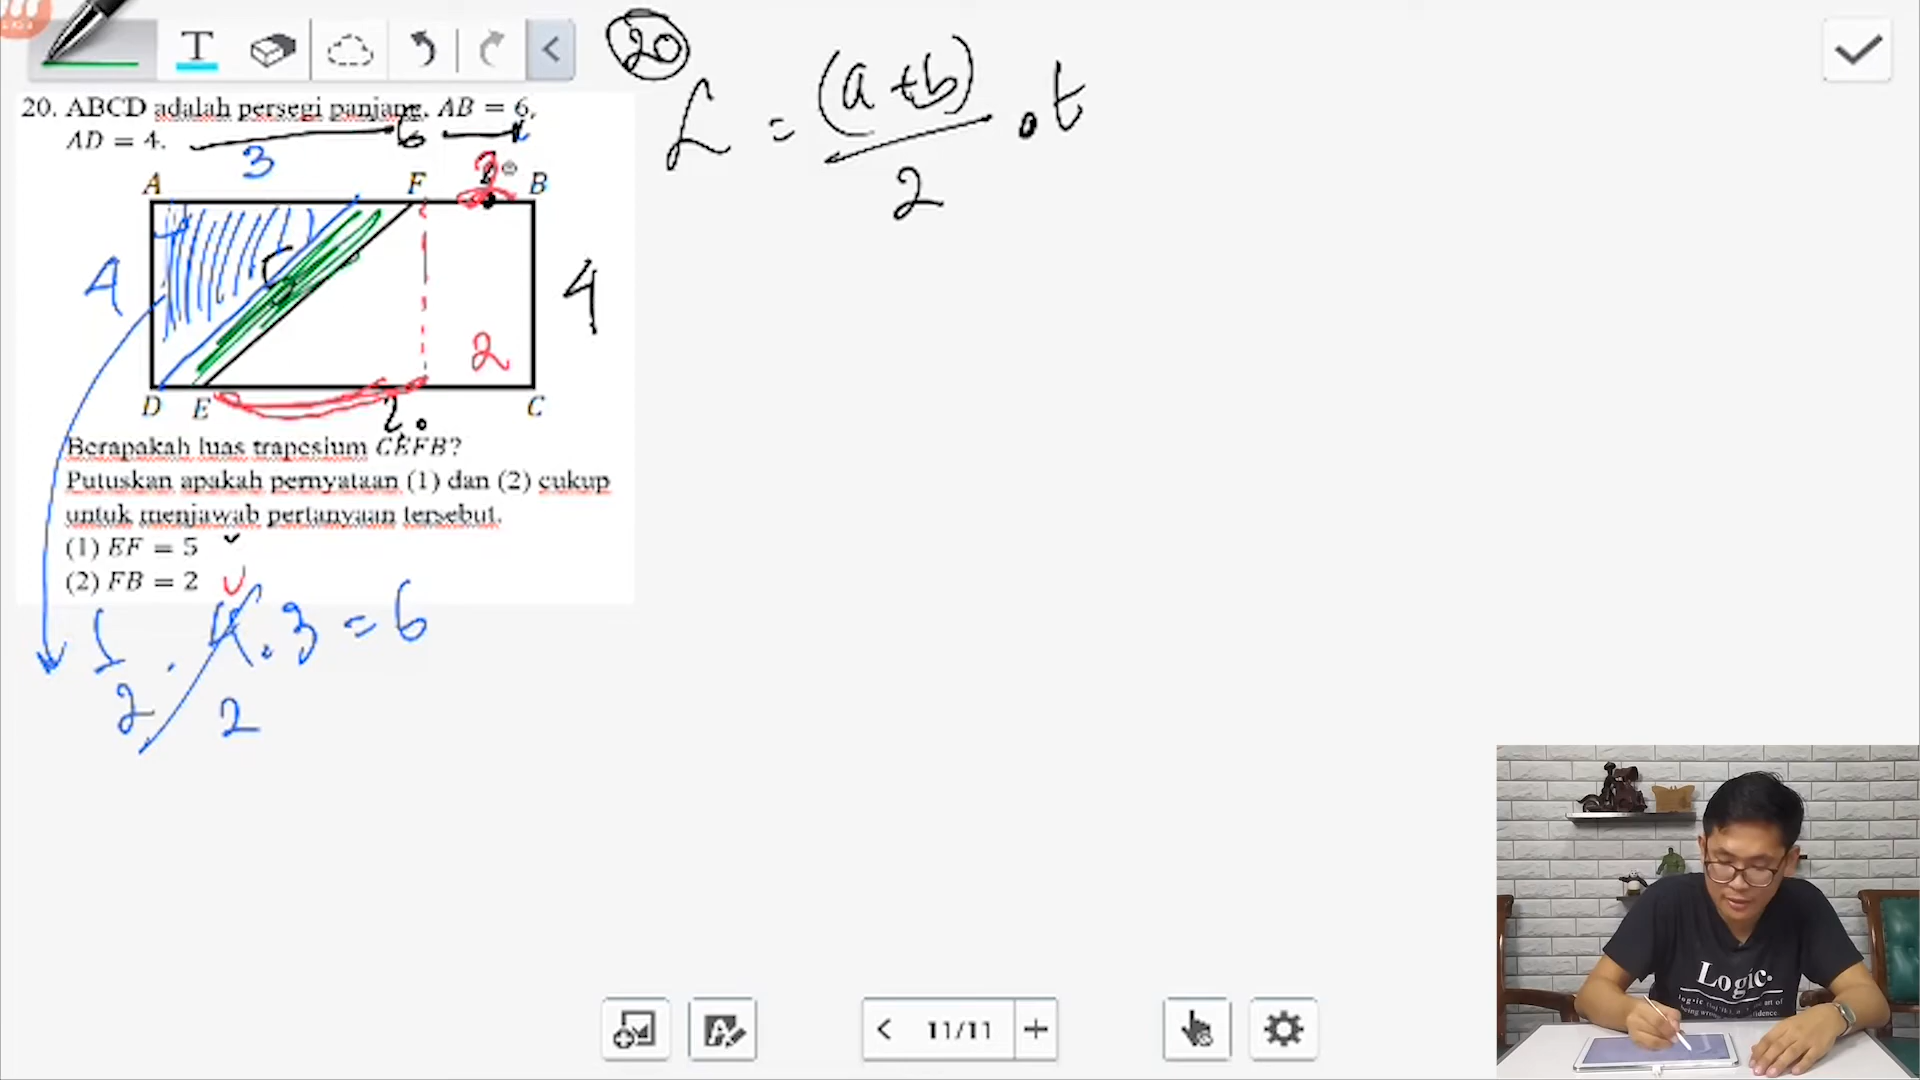 T
20
L = (a+b) / 2 . t
20. ABCD adalah persegi panjang. AB = 6,
AD = 4.
3
2
A F B
4
4
2
D E C
2
Berapakah luas trapesium CEFB?
Putuskan apakah pernyataan (1) dan (2) cukup
untuk menjawab pertanyaan tersebut.
(1) EF = 5
(2) FB = 2
1/2 . 4 . 3 = 6
2
11/11
Logic.